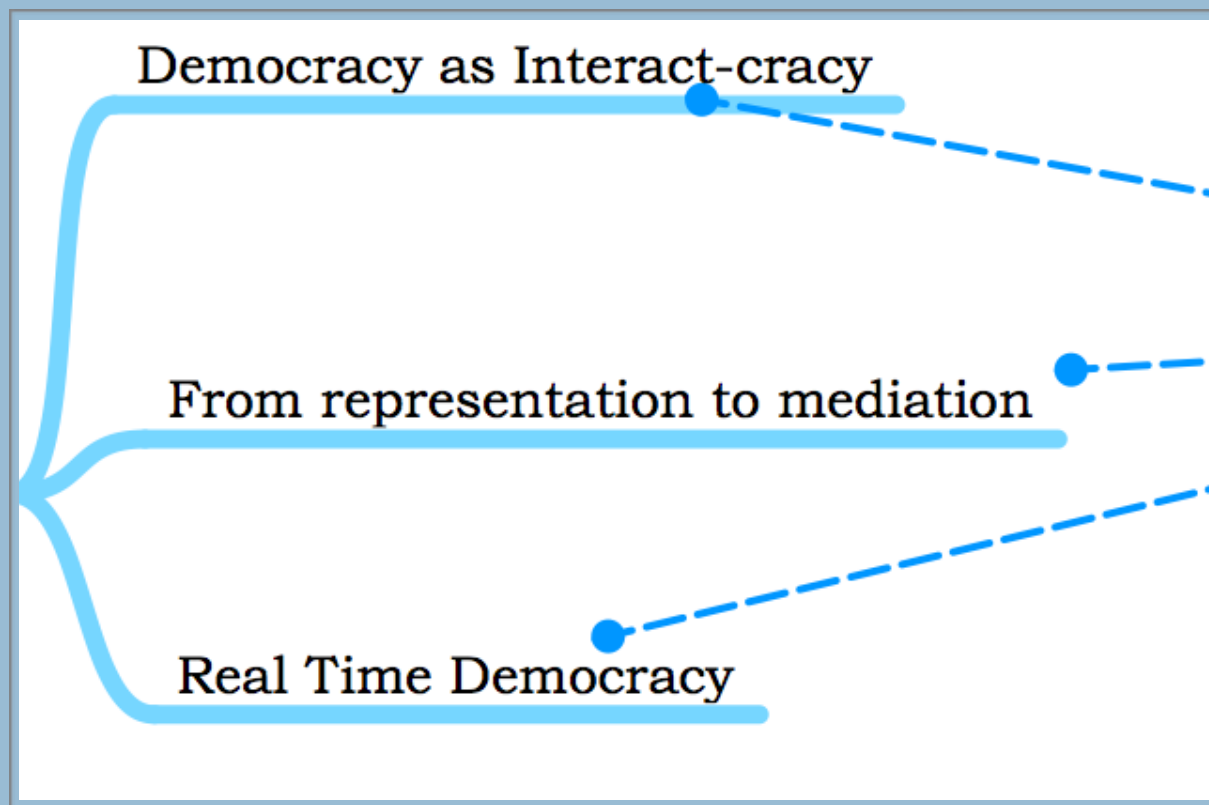 Democracy as Interact-cracy
From representation to mediation
Real Time Democracy